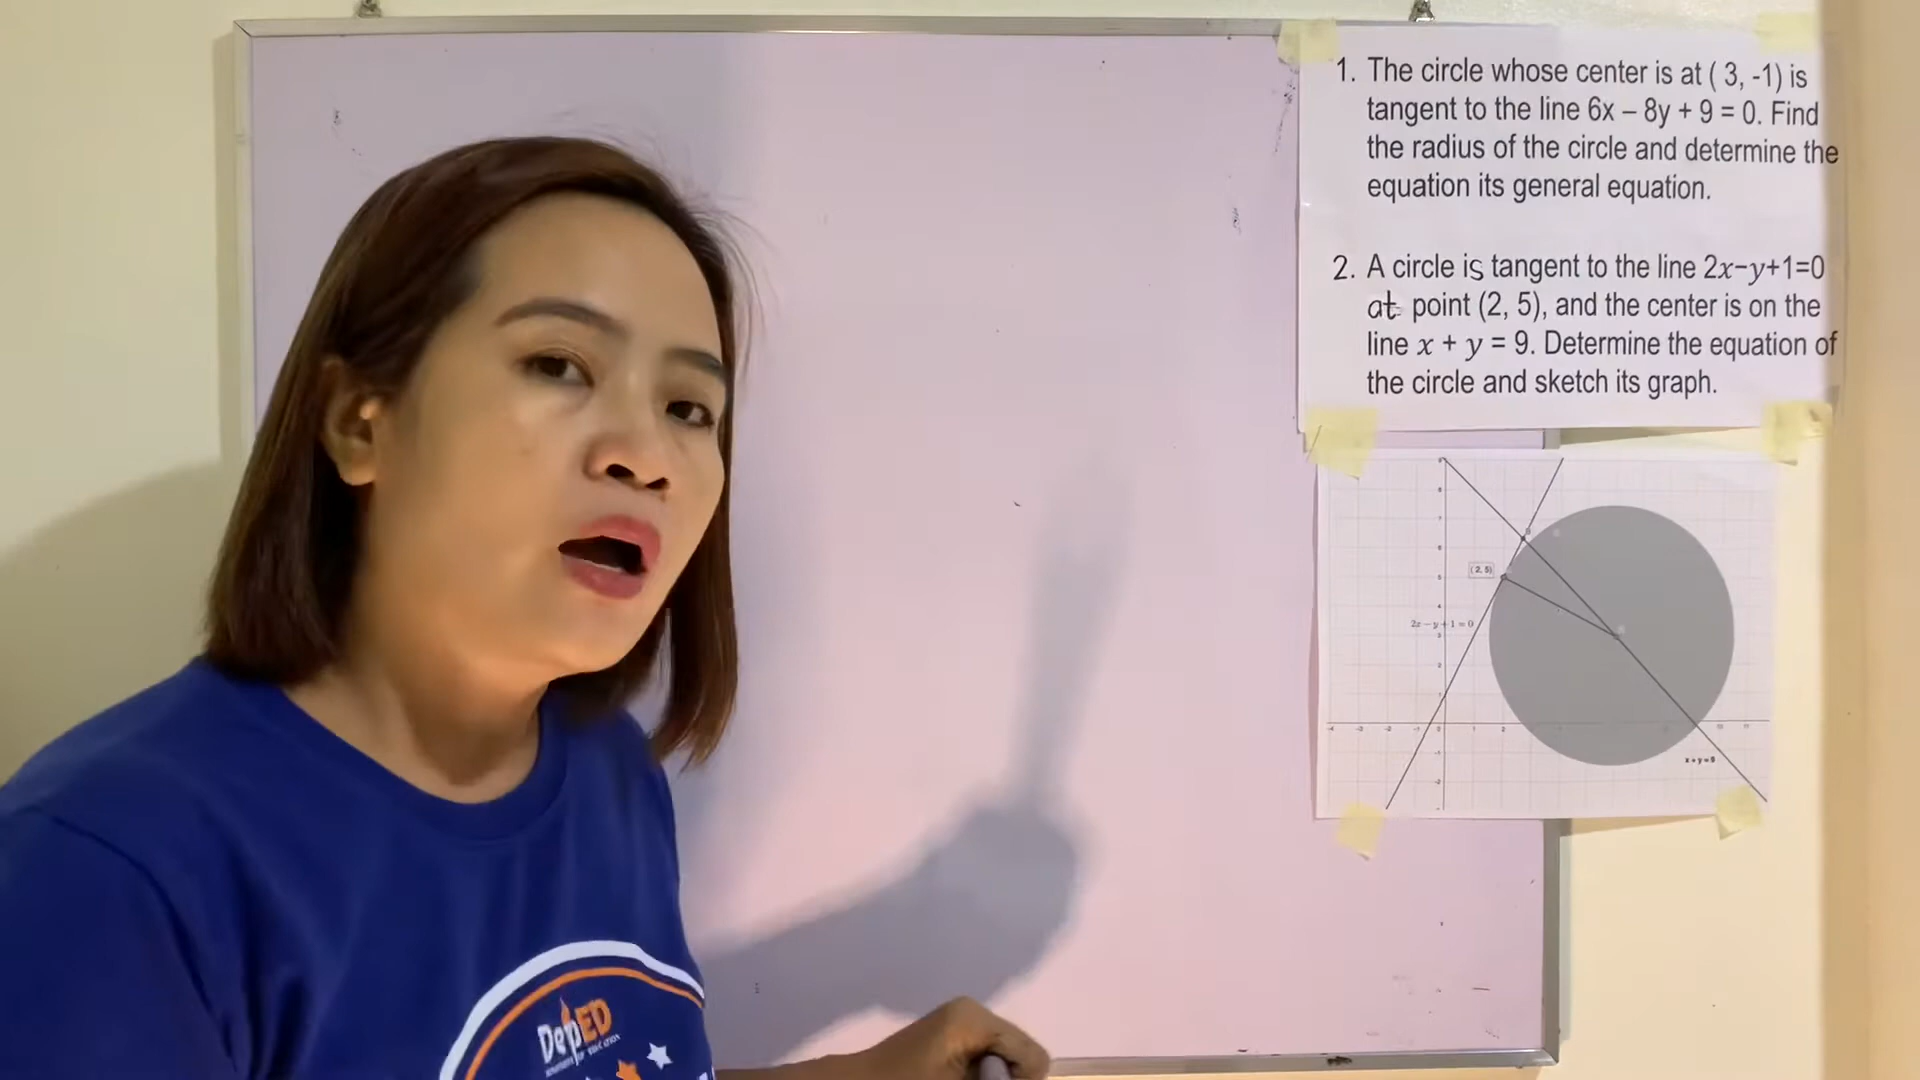 1. The circle whose center is at ( 3, -1) is
tangent to the line 6x – 8y + 9 = 0. Find
the radius of the circle and determine the
equation its general equation.
2. A circle is tangent to the line 2x−y+1=0
at point (2, 5), and the center is on the
line x + y = 9. Determine the equation of
the circle and sketch its graph.
(2, 5)
2x − y + 1 = 0
x + y = 9
DepED
DEPARTMENT OF EDUCATION